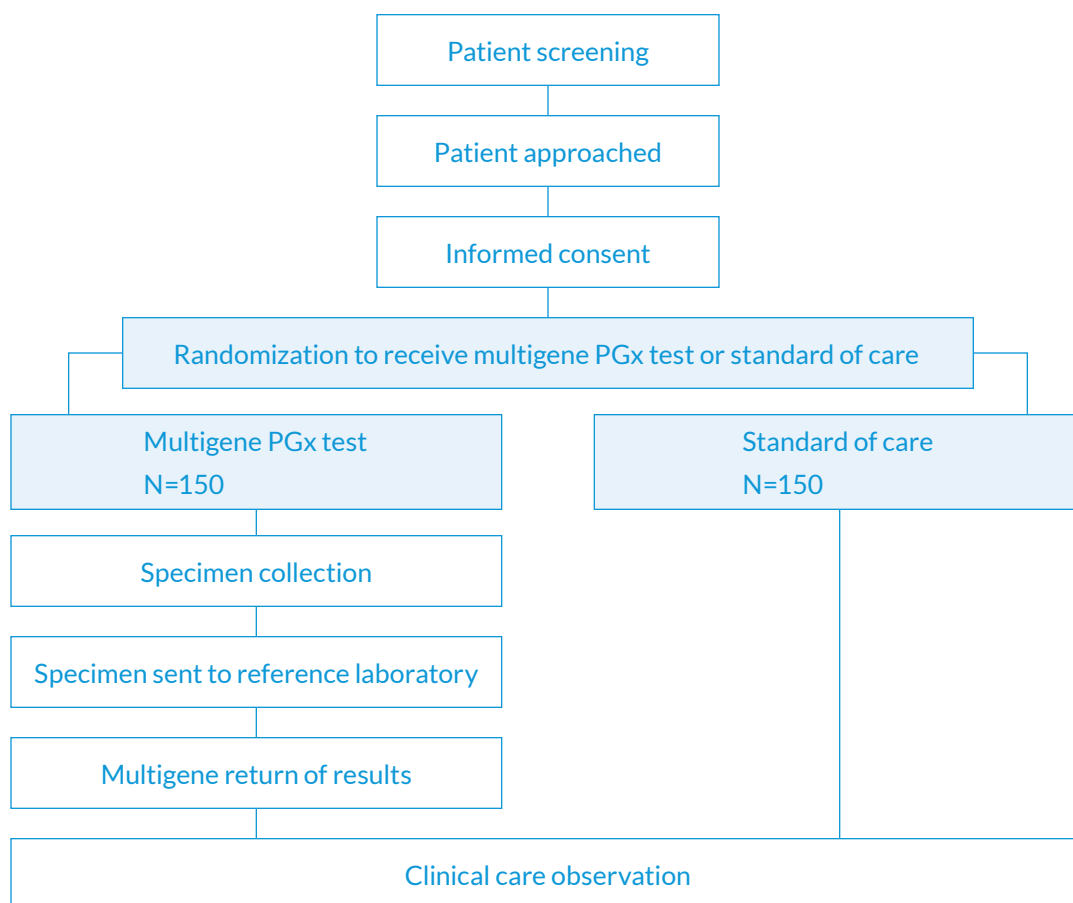 Patient screening
Patient approached
Informed consent
Randomization to receive multigene PGx test or standard of care
Multigene PGx test
N=150
Standard of care
N=150
Specimen collection
Specimen sent to reference laboratory
Multigene return of results
Clinical care observation